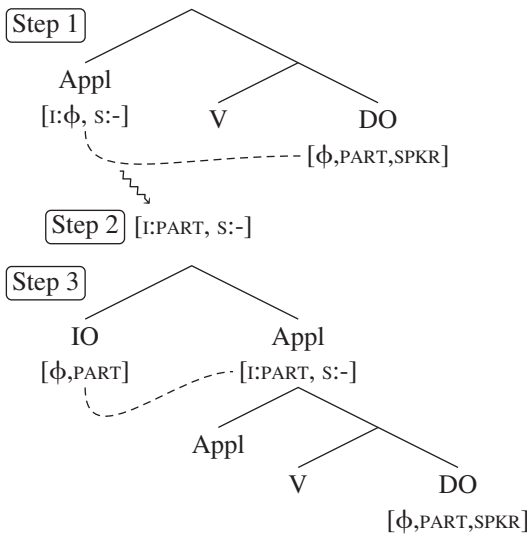 Step 1
Appl
[I:ϕ, S:-]
V DO
[ϕ,PART,SPKR]
Step 2 [I:PART, S:-]
Step 3
IO Appl
[ϕ,PART] [I:PART, S:-]
Appl
V DO
[ϕ,PART,SPKR]